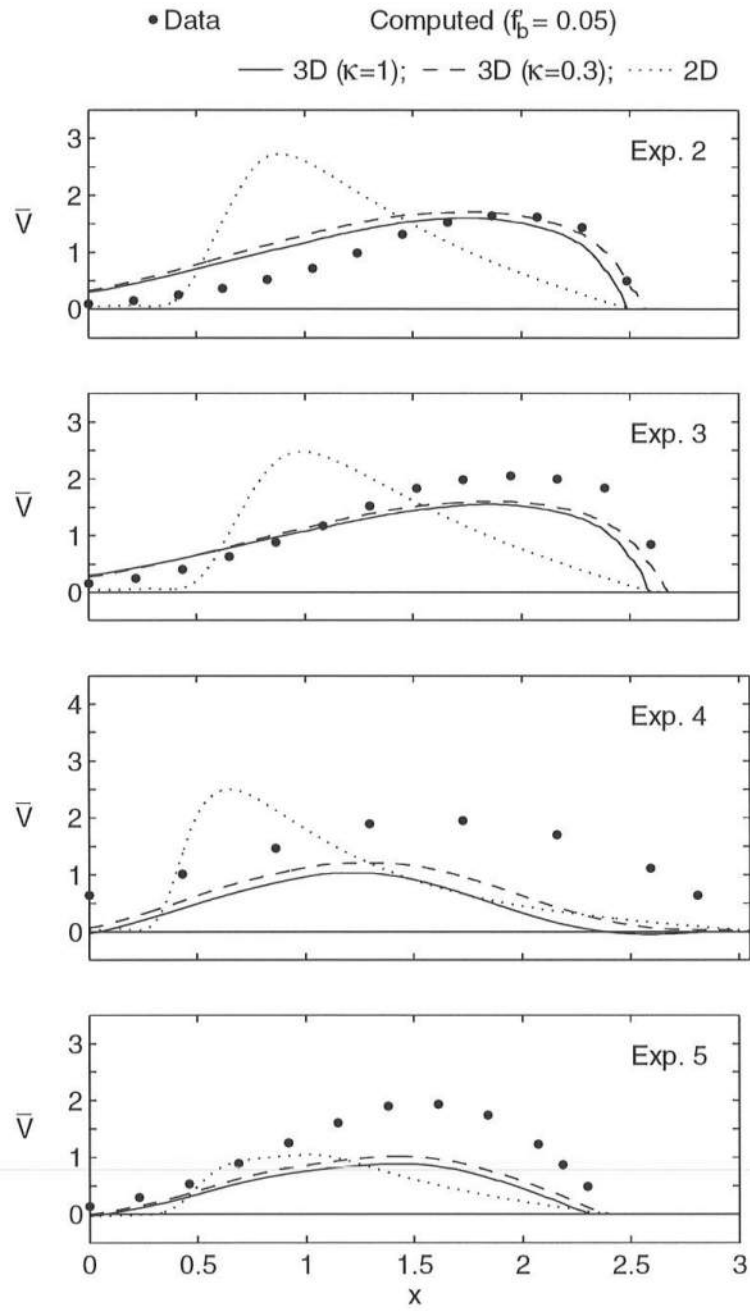 • Data Computed (f'b = 0.05)
— 3D (κ=1); – – 3D (κ=0.3); ····· 2D
Exp. 2
3
2
V̅
1
0
Exp. 3
3
2
V̅
1
0
Exp. 4
4
3
2
V̅
1
0
Exp. 5
3
2
V̅
1
0
0 0.5 1 1.5 2 2.5 3
x